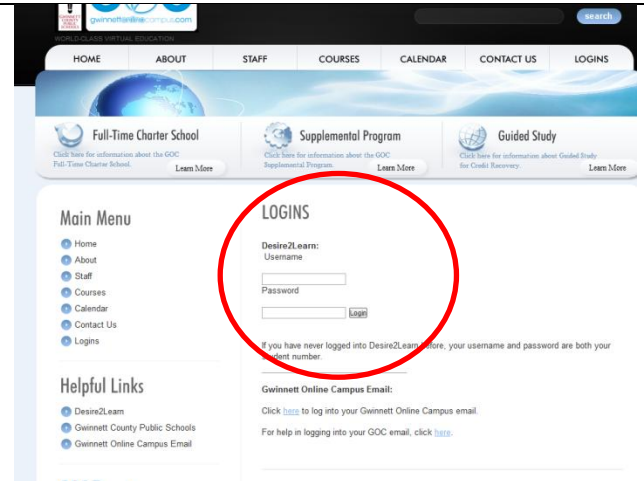 GWINNETT
COUNTY
PUBLIC
SCHOOLS
gwinnettonlinecampus.com
WORLD-CLASS VIRTUAL EDUCATION
search
HOME ABOUT STAFF COURSES CALENDAR CONTACT US LOGINS
Full-Time Charter School
Click here for information about the GOC
Full-Time Charter School.
Learn More
Supplemental Program
Click here for information about the GOC
Supplemental Program.
Learn More
Guided Study
Click here for information about Guided Study
for Credit Recovery.
Learn More
Main Menu
Home
About
Staff
Courses
Calendar
Contact Us
Logins
Helpful Links
Desire2Learn
Gwinnett County Public Schools
Gwinnett Online Campus Email
LOGINS
Desire2Learn:
Username
Password
Login
If you have never logged into Desire2Learn before, your username and password are both your
student number.
Gwinnett Online Campus Email:
Click here to log into your Gwinnett Online Campus email.
For help in logging into your GOC email, click here.